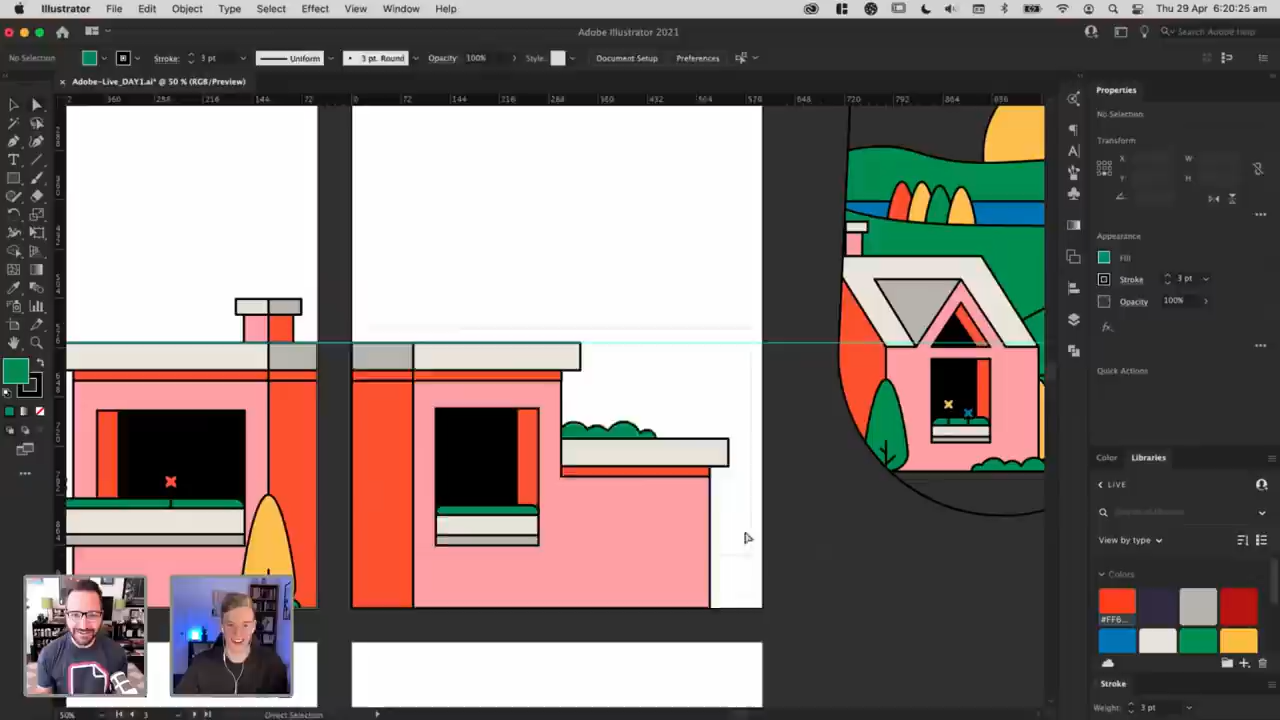 Illustrator File Edit Object Type Select Effect View Window Help Thu 29 Apr 6:20:25 am
Adobe Illustrator 2021
No Selection Stroke: 3 pt Uniform 3 pt. Round Opacity 100% Style: Document Setup Preferences
× Adobe-Live_DAY1.ai* @ 50 % (RGB/Preview)
Properties
No Selection
Transform
X W
Y H
Appearance
Fill
Stroke 3 pt
Opacity 100%
fx.
Quick Actions
Color Libraries
LIVE
View by type
Colors
#FF6...
Stroke
Weight: 3 pt
50% 3 Direct Selection